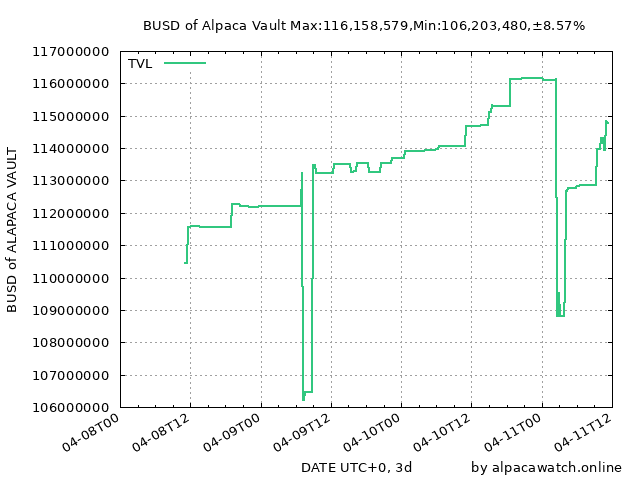 BUSD of Alpaca Vault Max:116,158,579,Min:106,203,480,±8.57%
TVL
117000000
116000000
115000000
114000000
113000000
112000000
111000000
110000000
109000000
108000000
107000000
106000000
BUSD of ALAPACA VAULT
04-08T00
04-08T12
04-09T00
04-09T12
04-10T00
04-10T12
04-11T00
04-11T12
DATE UTC+0, 3d
by alpacawatch.online